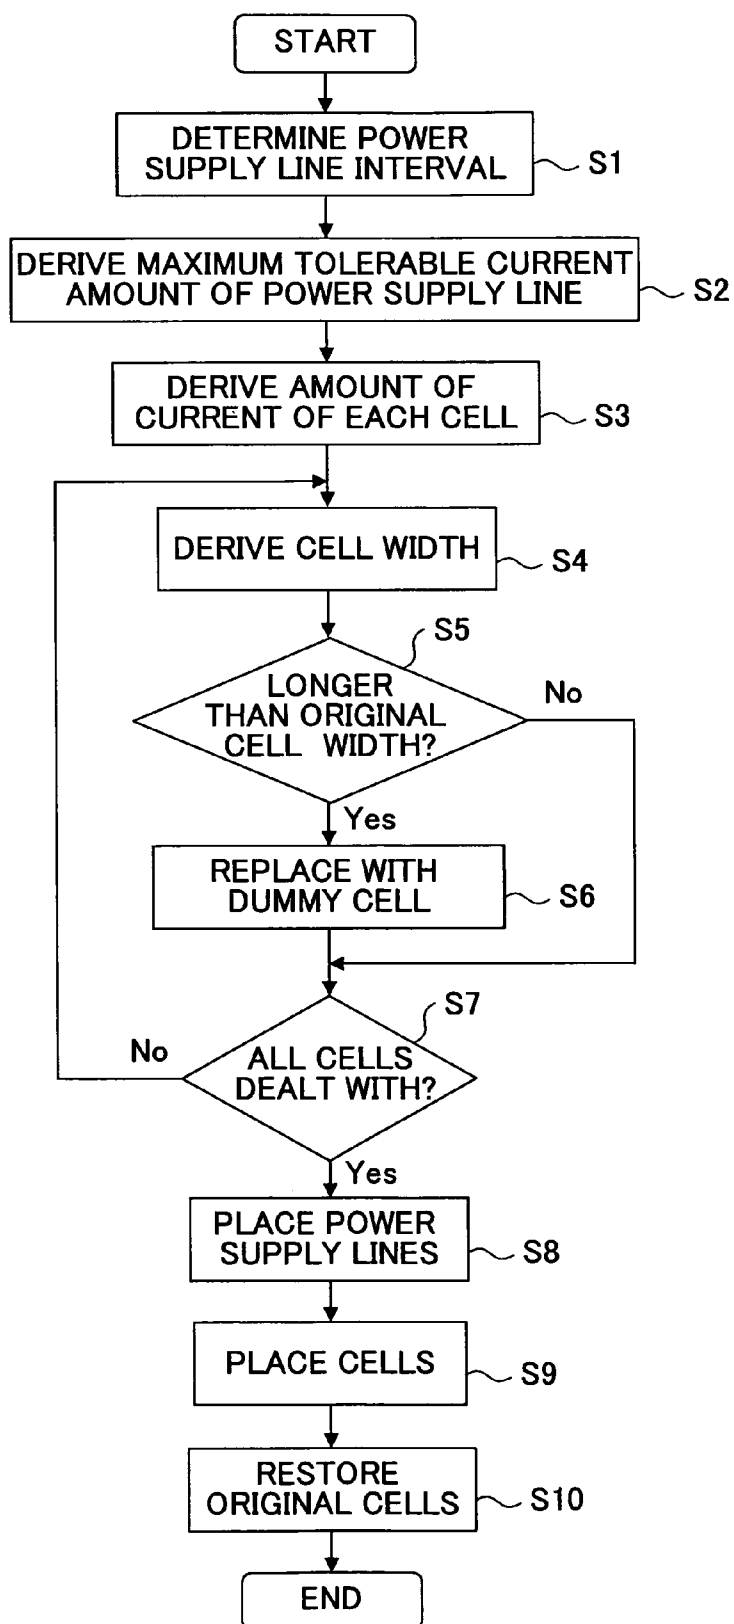 START
DETERMINE POWER
SUPPLY LINE INTERVAL
S1
DERIVE MAXIMUM TOLERABLE CURRENT
AMOUNT OF POWER SUPPLY LINE
S2
DERIVE AMOUNT OF
CURRENT OF EACH CELL
S3
DERIVE CELL WIDTH
S4
S5
LONGER
THAN ORIGINAL
CELL WIDTH?
No
Yes
REPLACE WITH
DUMMY CELL
S6
S7
No
ALL CELLS
DEALT WITH?
Yes
PLACE POWER
SUPPLY LINES
S8
PLACE CELLS
S9
RESTORE
ORIGINAL CELLS
S10
END